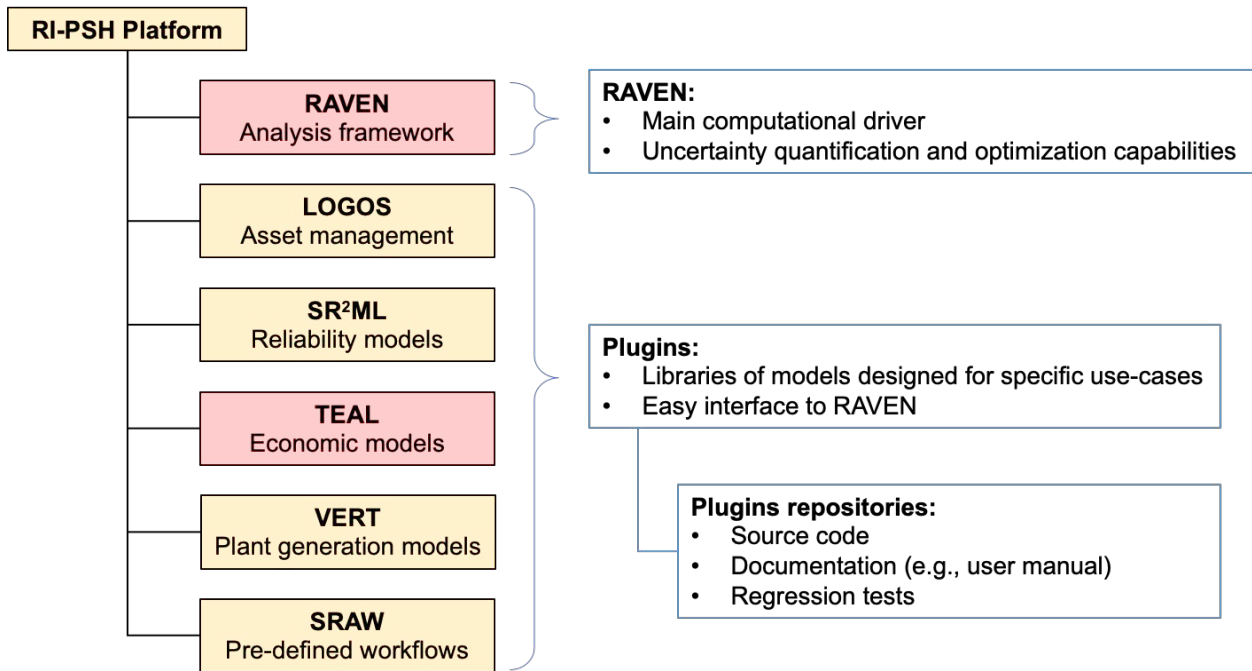 RI-PSH Platform
RAVEN
Analysis framework
LOGOS
Asset management
SR²ML
Reliability models
TEAL
Economic models
VERT
Plant generation models
SRAW
Pre-defined workflows
RAVEN:
• Main computational driver
• Uncertainty quantification and optimization capabilities
Plugins:
• Libraries of models designed for specific use-cases
• Easy interface to RAVEN
Plugins repositories:
• Source code
• Documentation (e.g., user manual)
• Regression tests